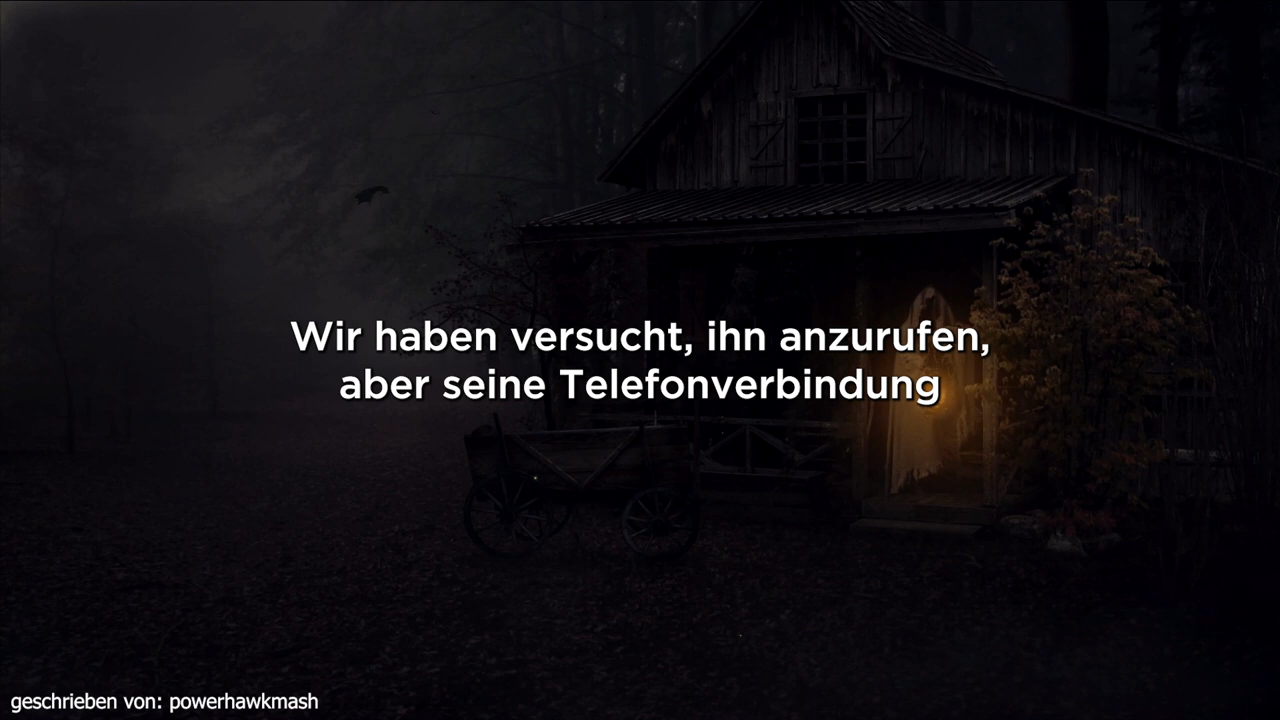 Wir haben versucht, ihn anzurufen,
aber seine Telefonverbindung
geschrieben von: powerhawkmash